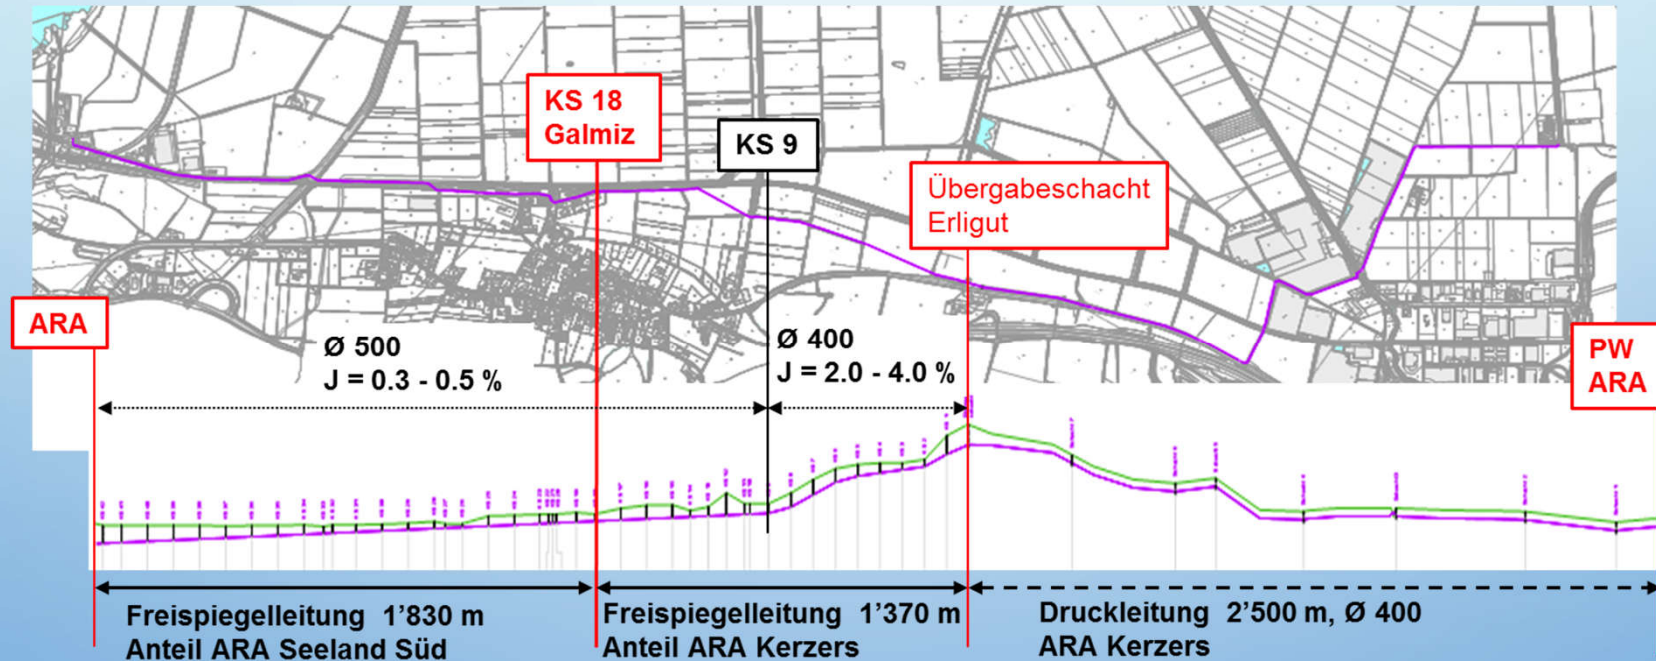 KS 18
Galmiz
KS 9
Übergabeschacht
Erligut
ARA
Ø 500
J = 0.3 - 0.5 %
Ø 400
J = 2.0 - 4.0 %
PW
ARA
Freispiegelleitung 1’830 m
Anteil ARA Seeland Süd
Freispiegelleitung 1’370 m
Anteil ARA Kerzers
Druckleitung 2’500 m, Ø 400
ARA Kerzers